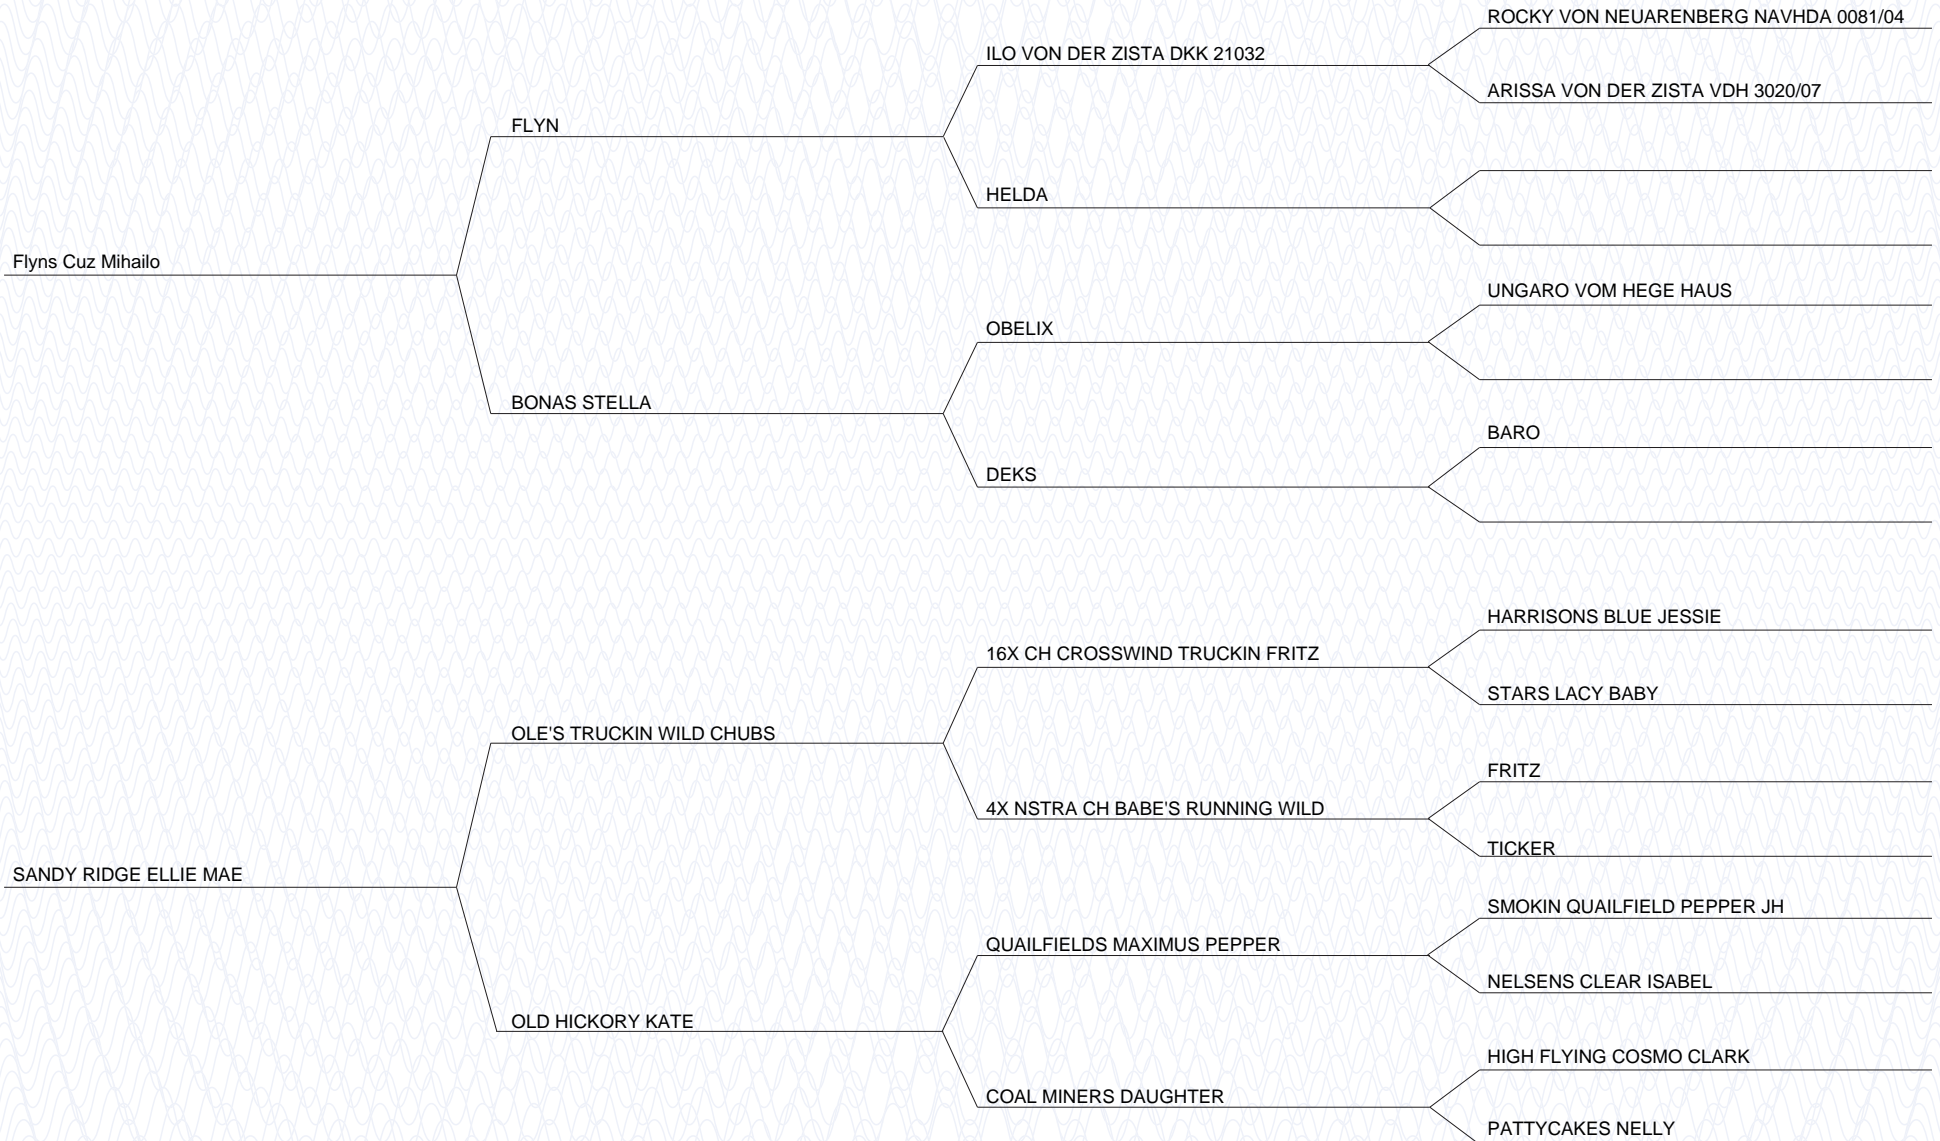 ROCKY VON NEUARENBERG NAVHDA 0081/04
ILO VON DER ZISTA DKK 21032
ARISSA VON DER ZISTA VDH 3020/07
FLYN
HELDA
Flyns Cuz Mihailo
UNGARO VOM HEGE HAUS
OBELIX
BONAS STELLA
BARO
DEKS
HARRISONS BLUE JESSIE
16X CH CROSSWIND TRUCKIN FRITZ
STARS LACY BABY
OLE'S TRUCKIN WILD CHUBS
FRITZ
4X NSTRA CH BABE'S RUNNING WILD
TICKER
SANDY RIDGE ELLIE MAE
SMOKIN QUAILFIELD PEPPER JH
QUAILFIELDS MAXIMUS PEPPER
NELSENS CLEAR ISABEL
OLD HICKORY KATE
HIGH FLYING COSMO CLARK
COAL MINERS DAUGHTER
PATTYCAKES NELLY